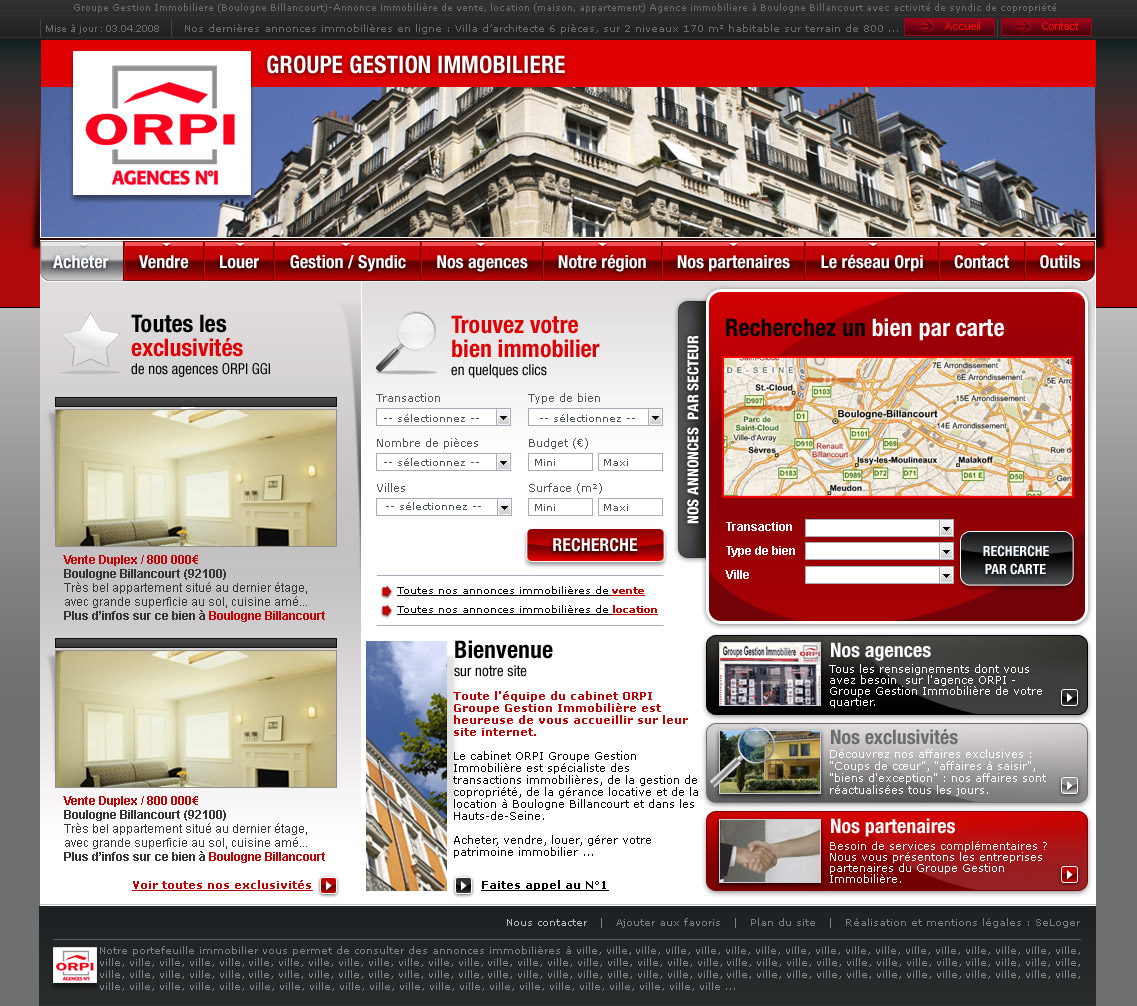 Groupe Gestion Immobiliere (Boulogne Billancourt)-Annonce immobilière de vente, location (maison, appartement) Agence immobiliere à Boulogne Billancourt avec activité de syndic de copropriété
Mise à jour : 03.04.2008
Nos dernières annonces immobilières en ligne : Villa d'architecte 6 pièces, sur 2 niveaux 170 m² habitable sur terrain de 800 ...
Accueil
Contact
GROUPE GESTION IMMOBILIERE
ORPI
AGENCES N°1
Acheter
Vendre
Louer
Gestion / Syndic
Nos agences
Notre région
Nos partenaires
Le réseau Orpi
Contact
Outils
Toutes les
exclusivités
de nos agences ORPI GGI
Vente Duplex / 800 000€
Boulogne Billancourt (92100)
Très bel appartement situé au dernier étage,
avec grande superficie au sol, cuisine amé...
Plus d'infos sur ce bien à Boulogne Billancourt
Vente Duplex / 800 000€
Boulogne Billancourt (92100)
Très bel appartement situé au dernier étage,
avec grande superficie au sol, cuisine amé...
Plus d'infos sur ce bien à Boulogne Billancourt
Voir toutes nos exclusivités
Trouvez votre
bien immobilier
en quelques clics
Transaction
Type de bien
-- sélectionnez --
-- sélectionnez --
Nombre de pièces
Budget (€)
-- sélectionnez --
Mini
Maxi
Villes
Surface (m²)
-- sélectionnez --
Mini
Maxi
RECHERCHE
Toutes nos annonces immobilières de vente
Toutes nos annonces immobilières de location
Bienvenue
sur notre site
Toute l'équipe du cabinet ORPI
Groupe Gestion Immobilière est
heureuse de vous accueillir sur leur
site internet.
Le cabinet ORPI Groupe Gestion
Immobilière est spécialiste des
transactions immobilières, de la gestion de
copropriété, de la gérance locative et de la
location à Boulogne Billancourt et dans les
Hauts-de-Seine.
Acheter, vendre, louer, gérer votre
patrimoine immobilier ...
Faites appel au N°1
NOS ANNONCES PAR SECTEUR
Recherchez un bien par carte
Saint-Cloud
7E Arrondissement
DE-SEINE
6E Arrondissement
5E Arr
St.-Cloud
Seine
D103
D907
15E Arrondissement
D1
Boulogne-Billancourt
Parc de
Saint-Cloud
14E Arrondissement
D101
Ville-d'Avray
D910
Renault
Billancourt
D69
Sèvres
Rue d
Issy-les-Moulineaux
Malakoff
D183
D989
D72
D71
D61 E
D50
Gen
Meudon
Transaction
Type de bien
Ville
RECHERCHE
PAR CARTE
Groupe Gestion Immobilière
ORPI
Nos agences
Tous les renseignements dont vous
avez besoin sur l'agence ORPI -
Groupe Gestion Immobilière de votre
quartier.
Nos exclusivités
Découvrez nos affaires exclusives :
"Coups de cœur", "affaires à saisir",
"biens d'exception" : nos affaires sont
réactualisées tous les jours.
Nos partenaires
Besoin de services complémentaires ?
Nous vous présentons les entreprises
partenaires du Groupe Gestion
Immobilière.
Nous contacter | Ajouter aux favoris | Plan du site | Réalisation et mentions légales : SeLoger
ORPI
AGENCES N°1
Notre portefeuille immobilier vous permet de consulter des annonces immobilières à ville, ville, ville, ville, ville, ville, ville, ville, ville, ville, ville, ville, ville, ville, ville, ville, ville,
ville, ville, ville, ville, ville, ville, ville, ville, ville, ville, ville, ville, ville, ville, ville, ville, ville, ville, ville, ville, ville, ville, ville, ville, ville, ville, ville, ville, ville, ville, ville, ville, ville,
ville, ville, ville, ville, ville, ville, ville, ville, ville, ville, ville, ville, ville, ville, ville, ville, ville, ville, ville, ville, ville, ville, ville, ville, ville, ville, ville, ville, ville, ville, ville, ville, ville,
ville, ville, ville, ville, ville, ville, ville, ville, ville, ville, ville, ville, ville, ville, ville, ville, ville, ville, ville, ville, ville ...